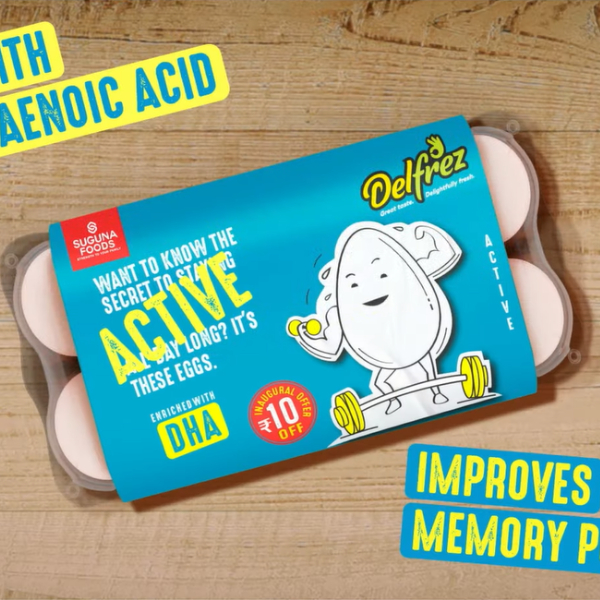 ITH
AENOIC ACID
Delfrez
Great taste. Delightfully fresh.
SUGUNA
FOODS
WANT TO KNOW THE
SECRET TO STAYING
ACTIVE
ALL DAY LONG? IT'S
THESE EGGS.
ENRICHED WITH
DHA
INAUGURAL OFFER
₹10
OFF
ACTIVE
IMPROVES
MEMORY P